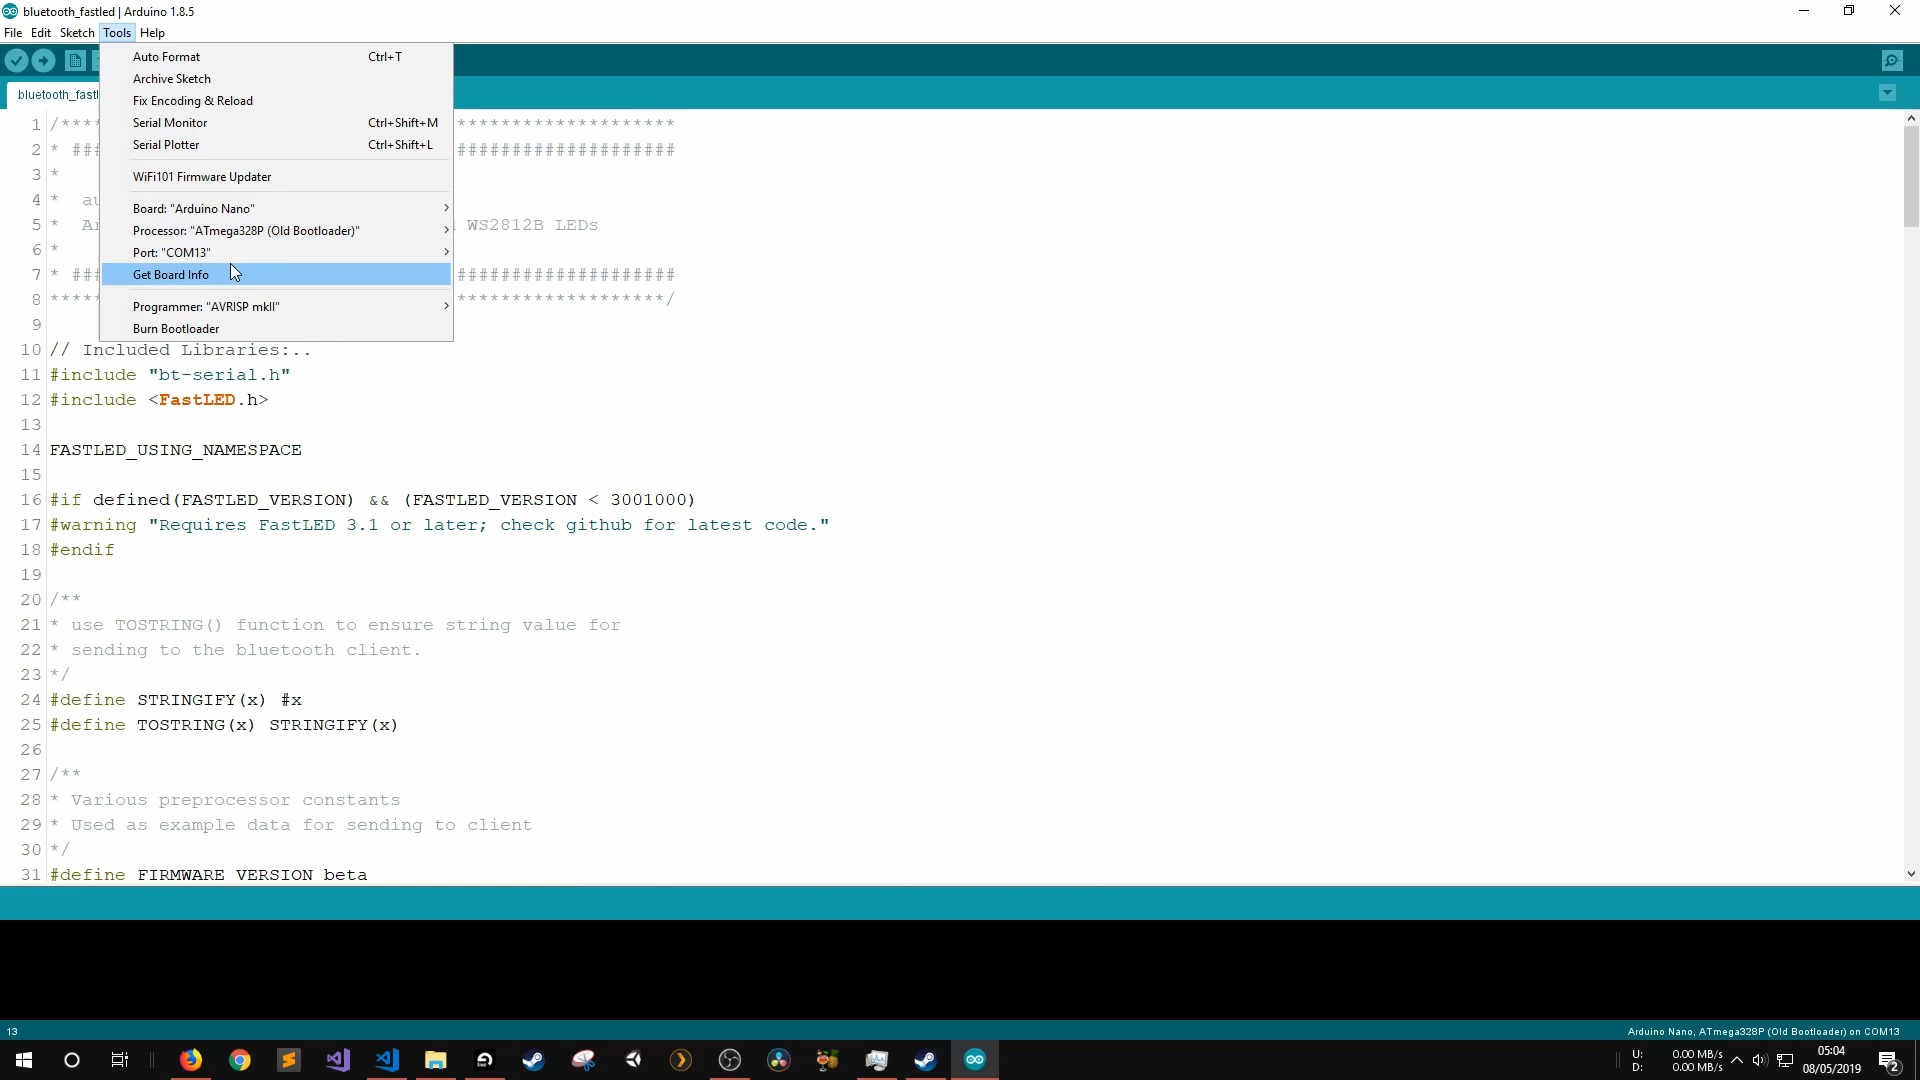 bluetooth_fastled | Arduino 1.8.5
File Edit Sketch Tools Help
Auto Format Ctrl+T
Archive Sketch
Fix Encoding & Reload
Serial Monitor Ctrl+Shift+M
Serial Plotter Ctrl+Shift+L
WiFi101 Firmware Updater
Board: "Arduino Nano"
Processor: "ATmega328P (Old Bootloader)"
Port: "COM13"
Get Board Info
Programmer: "AVRISP mkII"
Burn Bootloader
bluetooth_fastl
1 /**** ********************
2 * ### ####################
3 *
4 * au
5 * Ar WS2812B LEDs
6 *
7 * ### ####################
8 ***** *******************/
9
10 // Included Libraries:..
11 #include "bt-serial.h"
12 #include <FastLED.h>
13
14 FASTLED_USING_NAMESPACE
15
16 #if defined(FASTLED_VERSION) && (FASTLED_VERSION < 3001000)
17 #warning "Requires FastLED 3.1 or later; check github for latest code."
18 #endif
19
20 /**
21 * use TOSTRING() function to ensure string value for
22 * sending to the bluetooth client.
23 */
24 #define STRINGIFY(x) #x
25 #define TOSTRING(x) STRINGIFY(x)
26
27 /**
28 * Various preprocessor constants
29 * Used as example data for sending to client
30 */
31 #define FIRMWARE_VERSION beta
13 Arduino Nano, ATmega328P (Old Bootloader) on COM13
U: 0.00 MB/s
D: 0.00 MB/s
05:04
08/05/2019
2